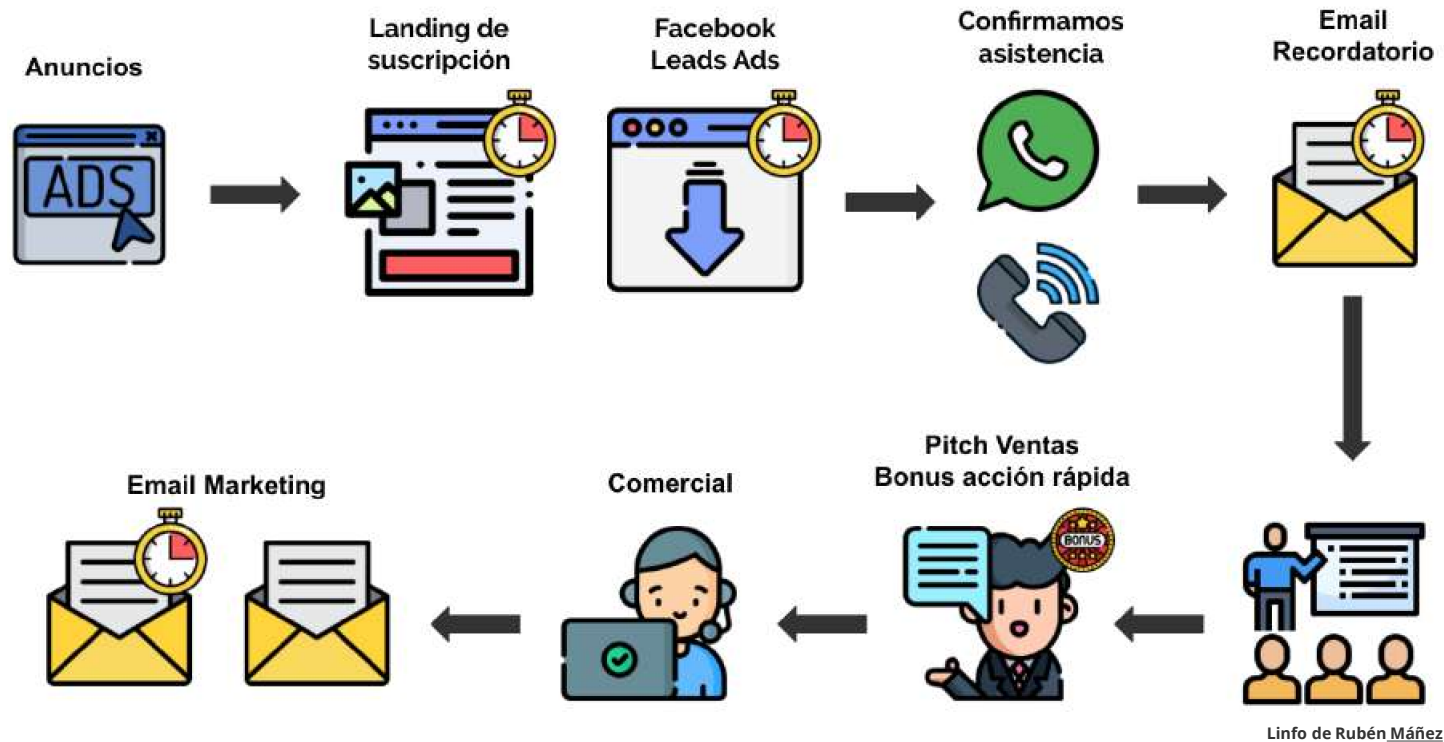 Anuncios
ADS
Landing de
suscripción
Facebook
Leads Ads
Confirmamos
asistencia
Email
Recordatorio
Email Marketing
Comercial
Pitch Ventas
Bonus acción rápida
BONUS
Linfo de Rubén Máñez